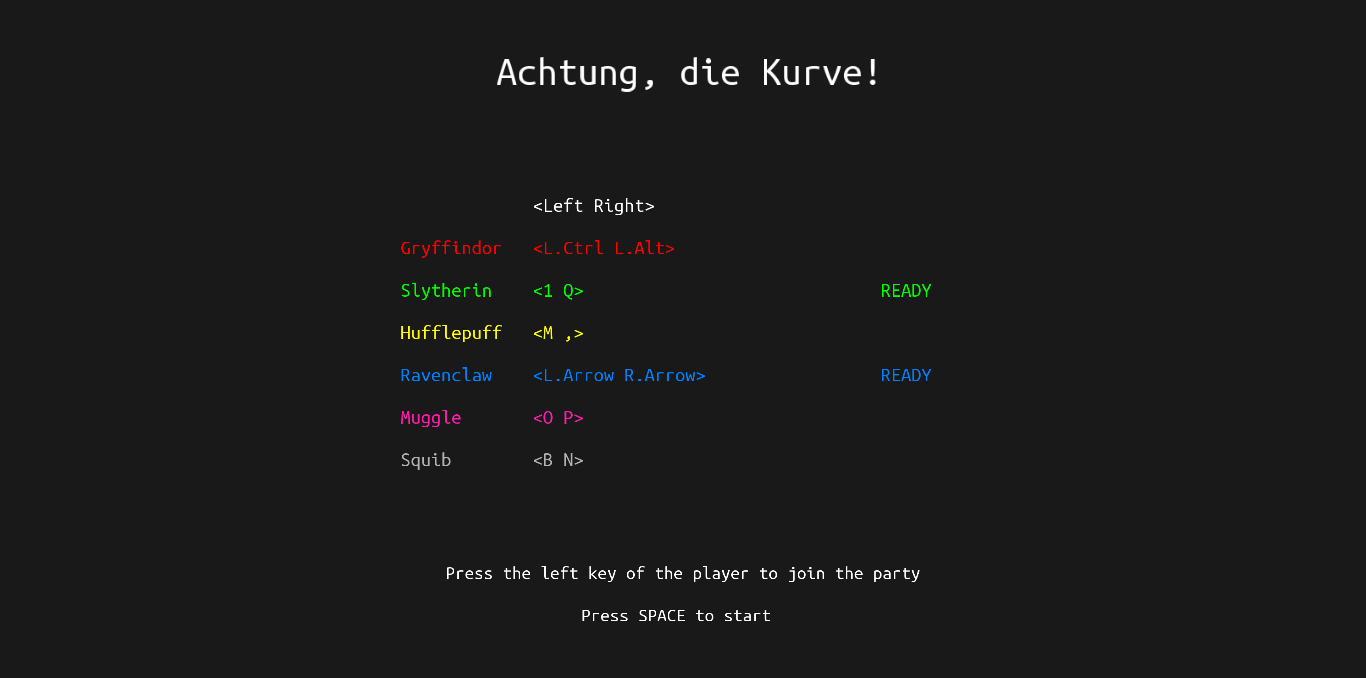 Achtung, die Kurve!
<Left Right>
Gryffindor <L.Ctrl L.Alt>
Slytherin <1 Q> READY
Hufflepuff <M ,>
Ravenclaw <L.Arrow R.Arrow> READY
Muggle <O P>
Squib <B N>
Press the left key of the player to join the party
Press SPACE to start